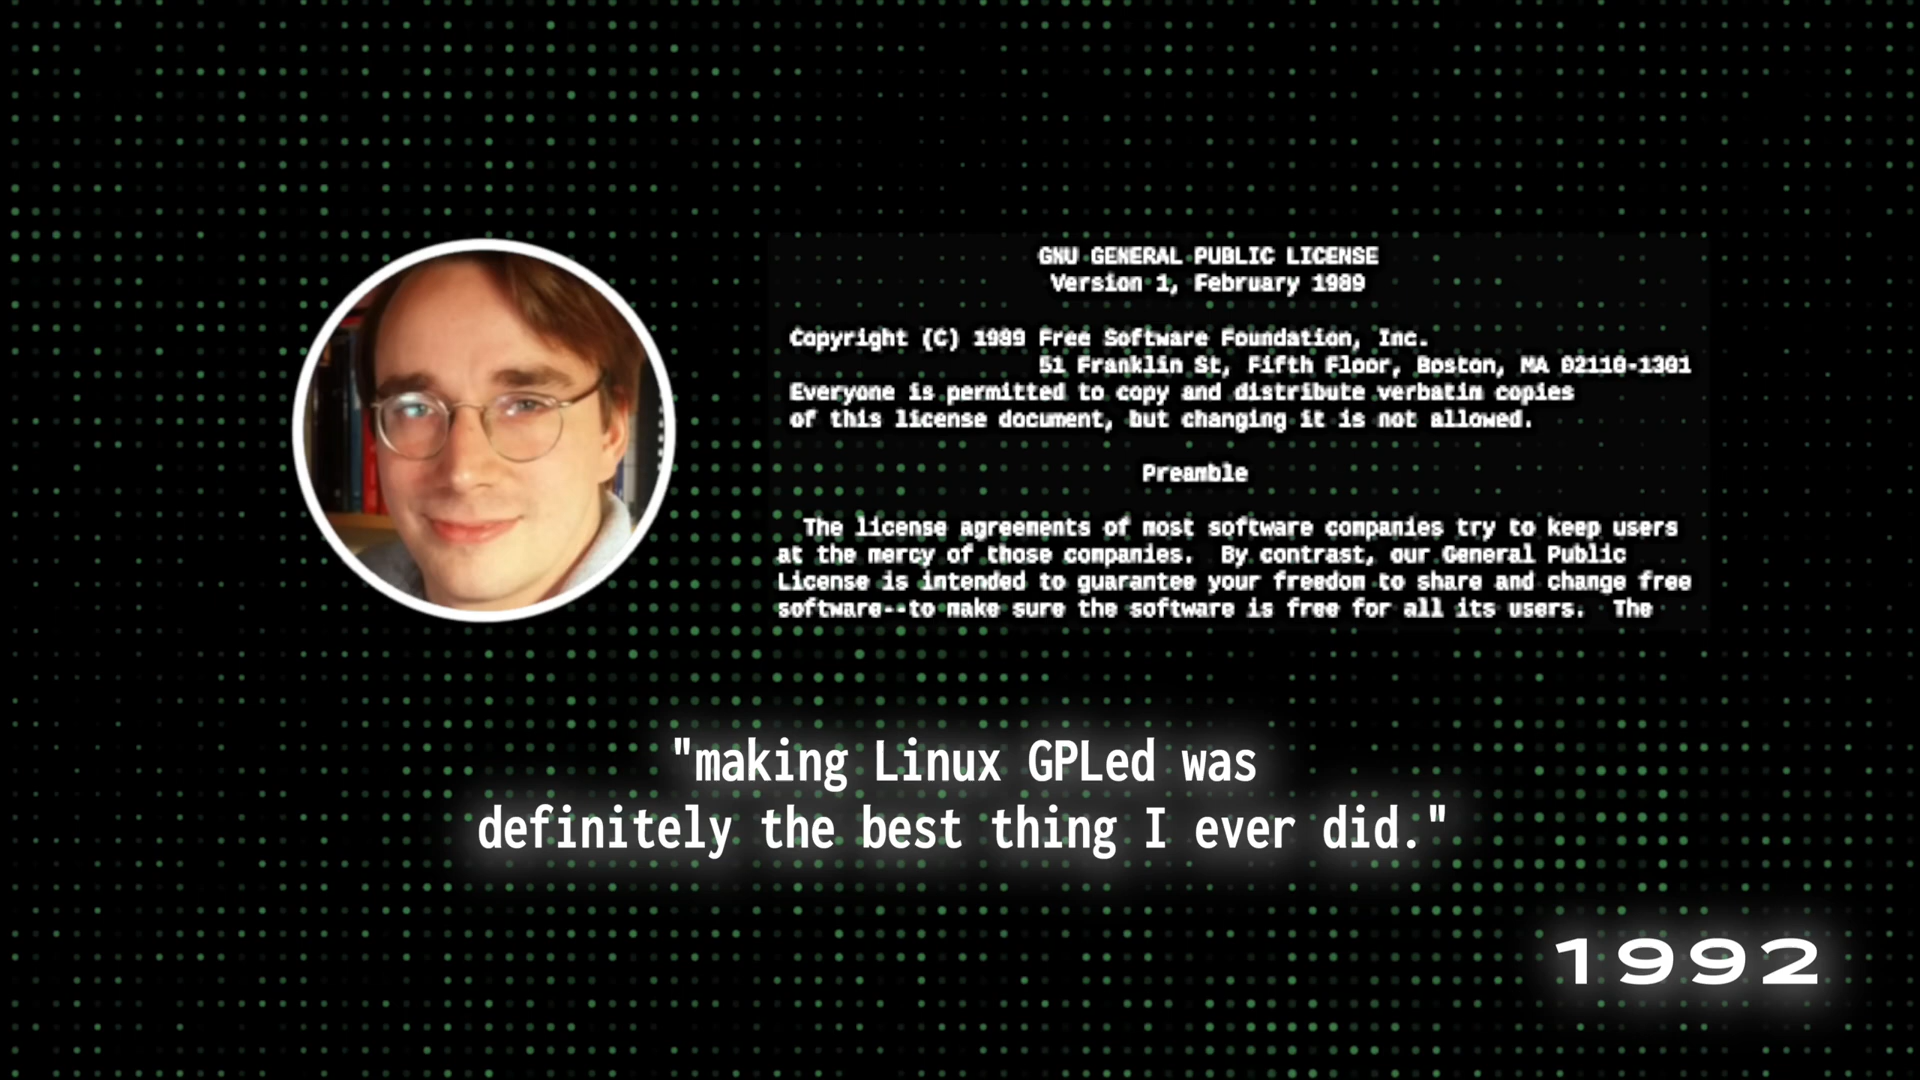 GNU GENERAL PUBLIC LICENSE
Version 1, February 1989
Copyright (C) 1989 Free Software Foundation, Inc.
51 Franklin St, Fifth Floor, Boston, MA 02110-1301
Everyone is permitted to copy and distribute verbatim copies
of this license document, but changing it is not allowed.
Preamble
The license agreements of most software companies try to keep users
at the mercy of those companies. By contrast, our General Public
License is intended to guarantee your freedom to share and change free
software--to make sure the software is free for all its users. The
"making Linux GPLed was
definitely the best thing I ever did."
1992